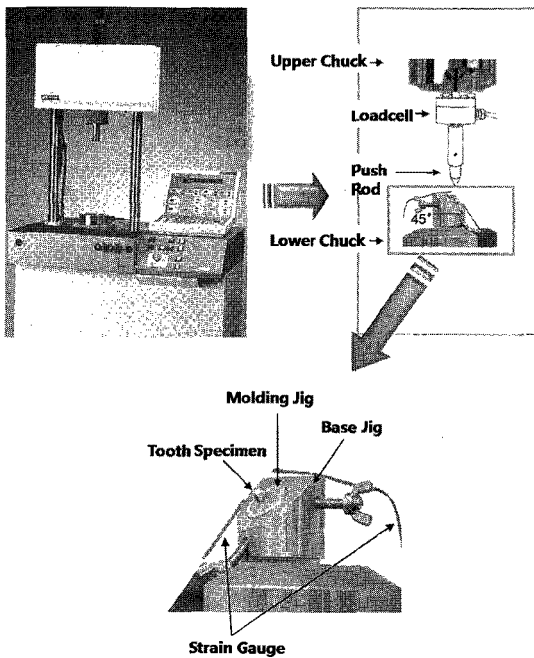 Upper Chuck
Loadcell
Push
Rod
45°
Lower Chuck
Molding Jig
Base Jig
Tooth Specimen
Strain Gauge